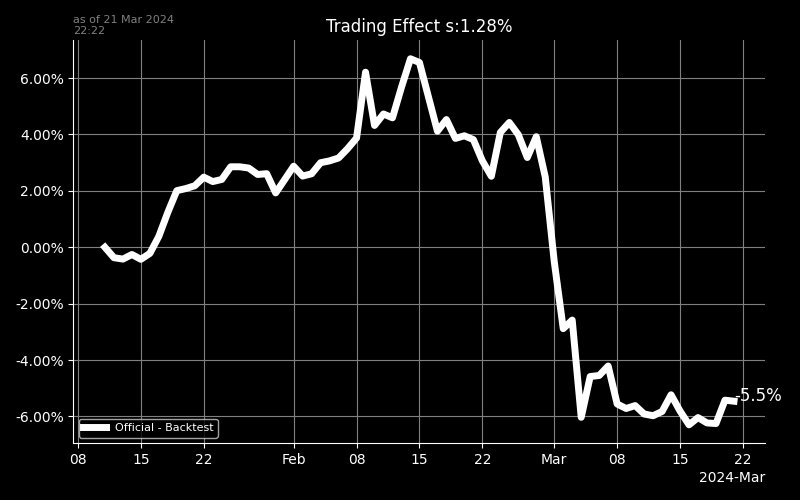 as of 21 Mar 2024
22:22
Trading Effect s:1.28%
6.00%
4.00%
2.00%
0.00%
-2.00%
-4.00%
-6.00%
-5.5%
Official - Backtest
08 15 22 Feb 08 15 22 Mar 08 15 22
2024-Mar